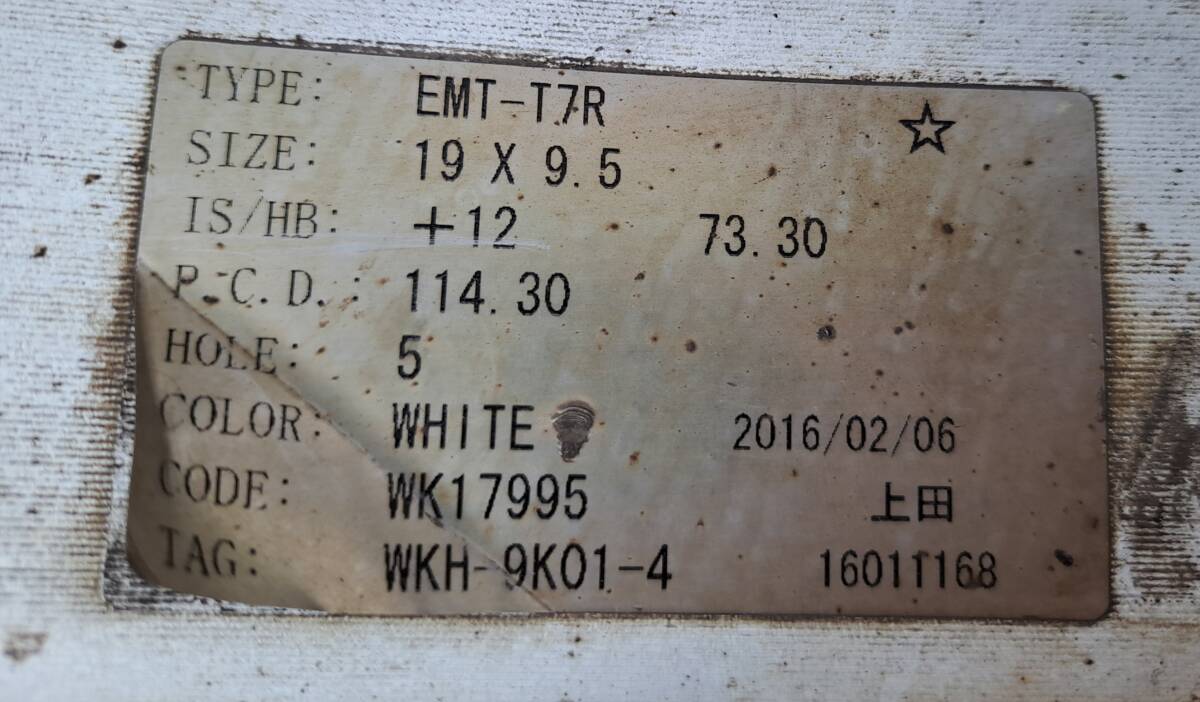 TYPE: EMT-T7R ☆
SIZE: 19 X 9.5
IS/HB: +12 73.30
P.C.D.: 114.30
HOLE: 5
COLOR: WHITE 2016/02/06
CODE: WK17995 上田
TAG: WKH-9K01-4 16011168